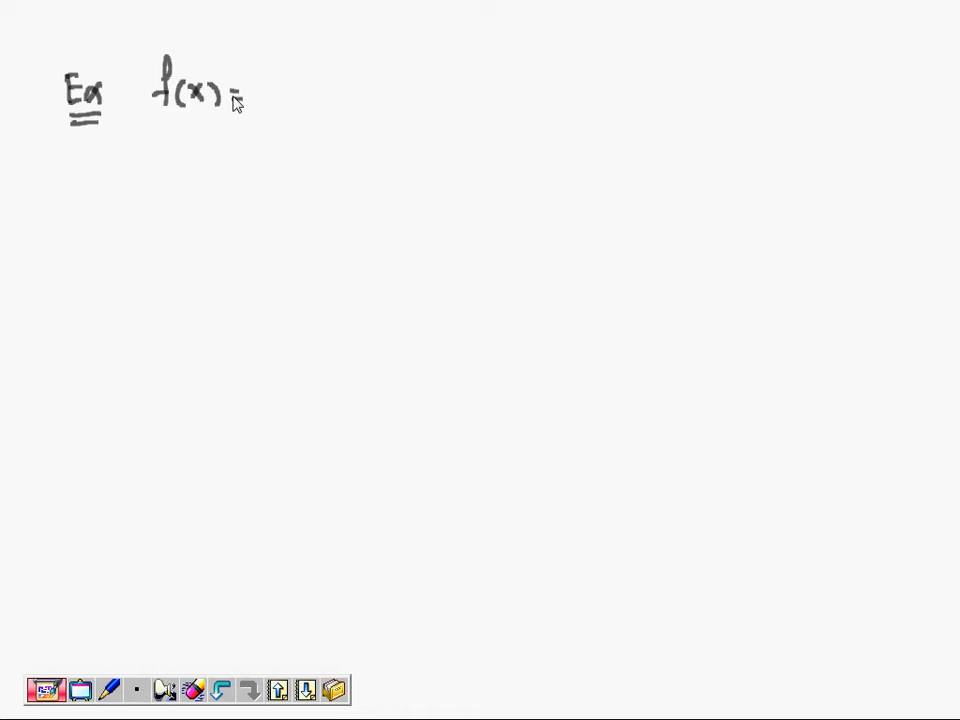 Ex f(x) =